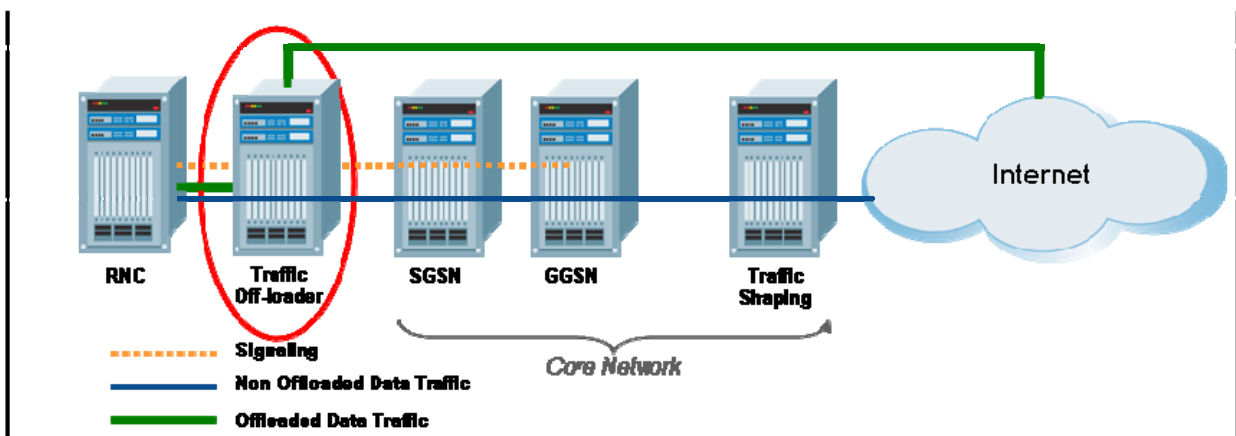 Internet
RNC
Traffic
Off-loader
SGSN
GGSN
Traffic
Shaping
Core Network
Signaling
Non Offloaded Data Traffic
Offloaded Data Traffic